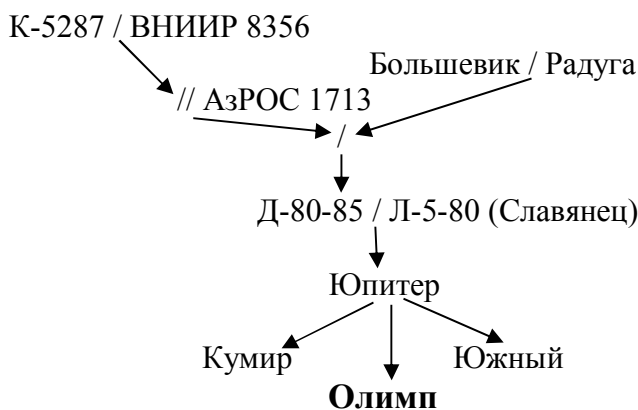 К-5287 / ВНИИР 8356
Большевик / Радуга
// АзРОС 1713
/
Д-80-85 / Л-5-80 (Славянец)
Юпитер
Кумир
Южный
Олимп